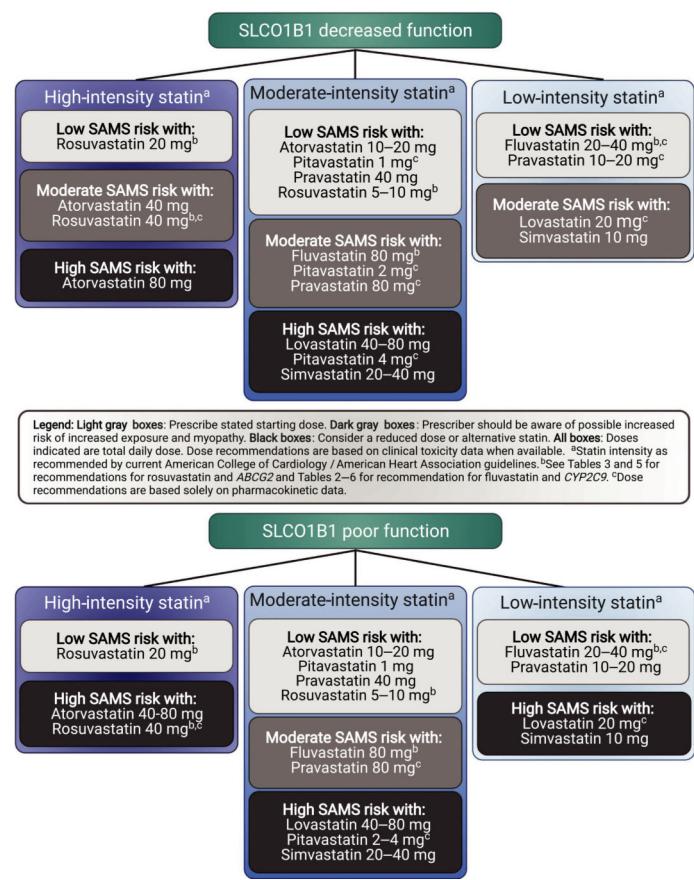 SLCO1B1 decreased function
High-intensity statinᵃ
Low SAMS risk with:
Rosuvastatin 20 mgᵇ
Moderate SAMS risk with:
Atorvastatin 40 mg
Rosuvastatin 40 mgᵇ,ᶜ
High SAMS risk with:
Atorvastatin 80 mg
Moderate-intensity statinᵃ
Low SAMS risk with:
Atorvastatin 10–20 mg
Pitavastatin 1 mgᶜ
Pravastatin 40 mg
Rosuvastatin 5–10 mgᵇ
Moderate SAMS risk with:
Fluvastatin 80 mgᵇ
Pitavastatin 2 mgᶜ
Pravastatin 80 mgᶜ
High SAMS risk with:
Lovastatin 40–80 mg
Pitavastatin 4 mgᶜ
Simvastatin 20–40 mg
Low-intensity statinᵃ
Low SAMS risk with:
Fluvastatin 20–40 mgᵇ,ᶜ
Pravastatin 10–20 mgᶜ
Moderate SAMS risk with:
Lovastatin 20 mgᶜ
Simvastatin 10 mg
Legend: Light gray boxes: Prescribe stated starting dose. Dark gray boxes: Prescriber should be aware of possible increased
risk of increased exposure and myopathy. Black boxes: Consider a reduced dose or alternative statin. All boxes: Doses
indicated are total daily dose. Dose recommendations are based on clinical toxicity data when available. ᵃStatin intensity as
recommended by current American College of Cardiology / American Heart Association guidelines. ᵇSee Tables 3 and 5 for
recommendations for rosuvastatin and ABCG2 and Tables 2–6 for recommendation for fluvastatin and CYP2C9. ᶜDose
recommendations are based solely on pharmacokinetic data.
SLCO1B1 poor function
High-intensity statinᵃ
Low SAMS risk with:
Rosuvastatin 20 mgᵇ
High SAMS risk with:
Atorvastatin 40-80 mg
Rosuvastatin 40 mgᵇ,ᶜ
Moderate-intensity statinᵃ
Low SAMS risk with:
Atorvastatin 10–20 mg
Pitavastatin 1 mg
Pravastatin 40 mg
Rosuvastatin 5–10 mgᵇ
Moderate SAMS risk with:
Fluvastatin 80 mgᵇ
Pravastatin 80 mgᶜ
High SAMS risk with:
Lovastatin 40–80 mg
Pitavastatin 2–4 mgᶜ
Simvastatin 20–40 mg
Low-intensity statinᵃ
Low SAMS risk with:
Fluvastatin 20–40 mgᵇ,ᶜ
Pravastatin 10–20 mg
High SAMS risk with:
Lovastatin 20 mgᶜ
Simvastatin 10 mg